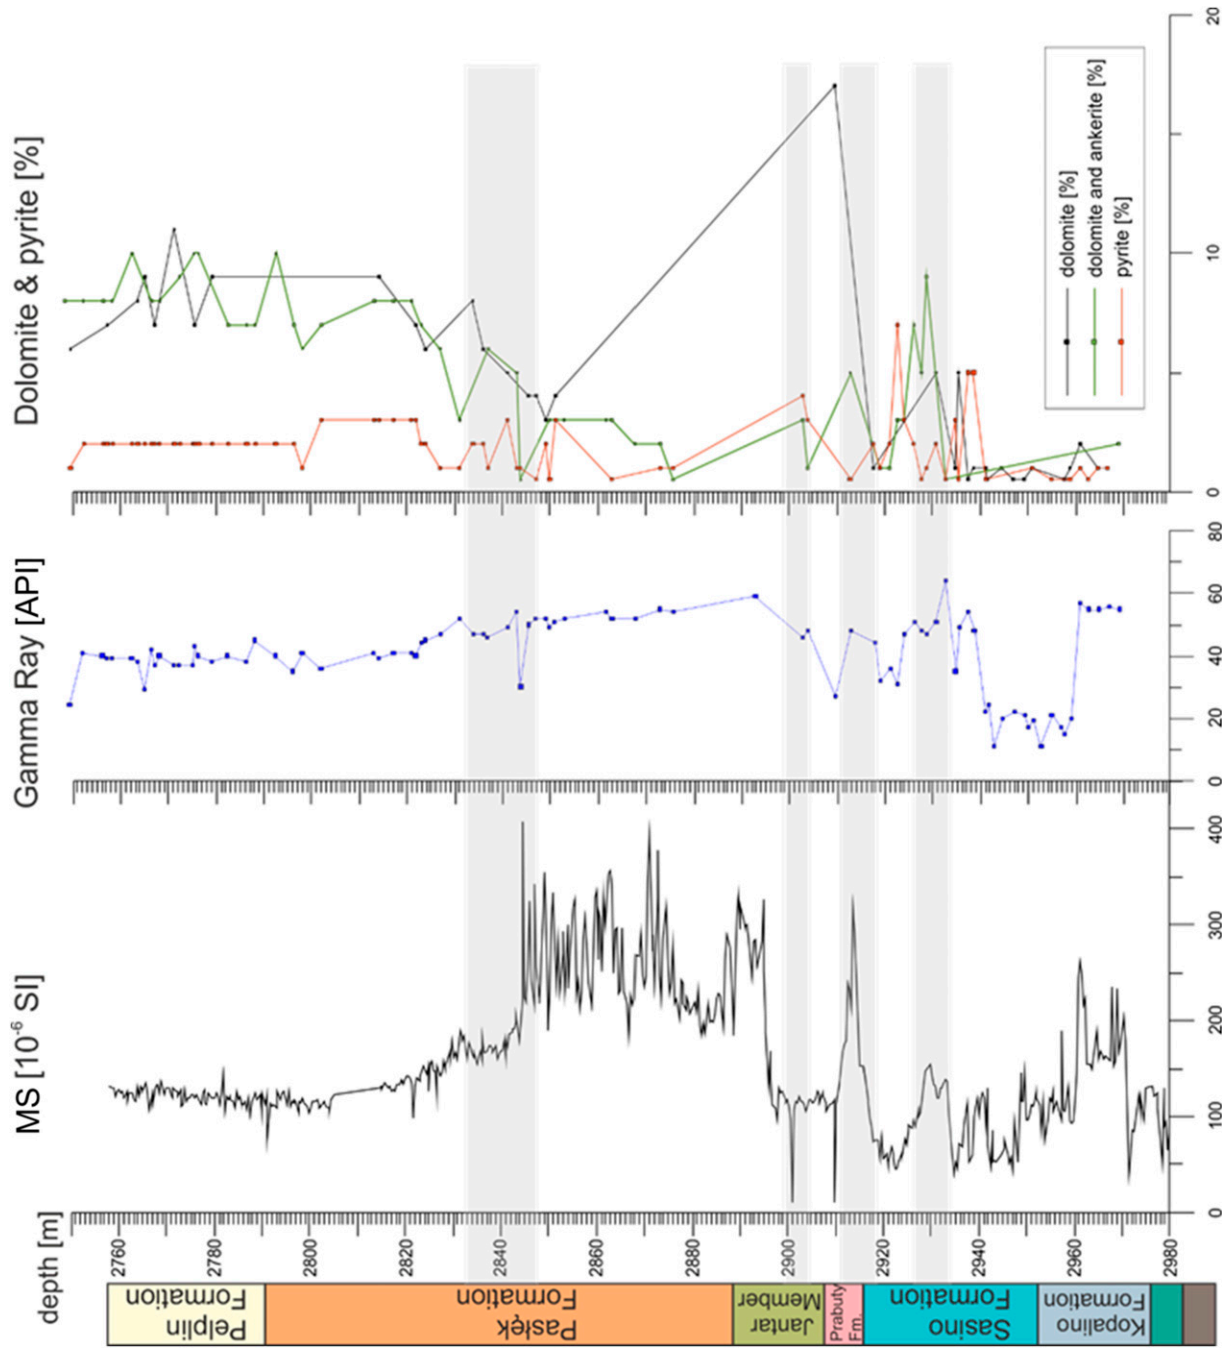 Dolomite & pyrite [%]
20
10
0
dolomite [%]
dolomite and ankerite [%]
pyrite [%]
Gamma Ray [API]
80
60
40
20
0
MS [10⁻⁶ SI]
400
300
200
100
0
depth [m]
2760
2780
2800
2820
2840
2860
2880
2900
2920
2940
2960
2980
Pelplin
Formation
Pasłęk
Formation
Jantar
Member
Prabuty
Fm.
Sasino
Formation
Kopalino
Formation